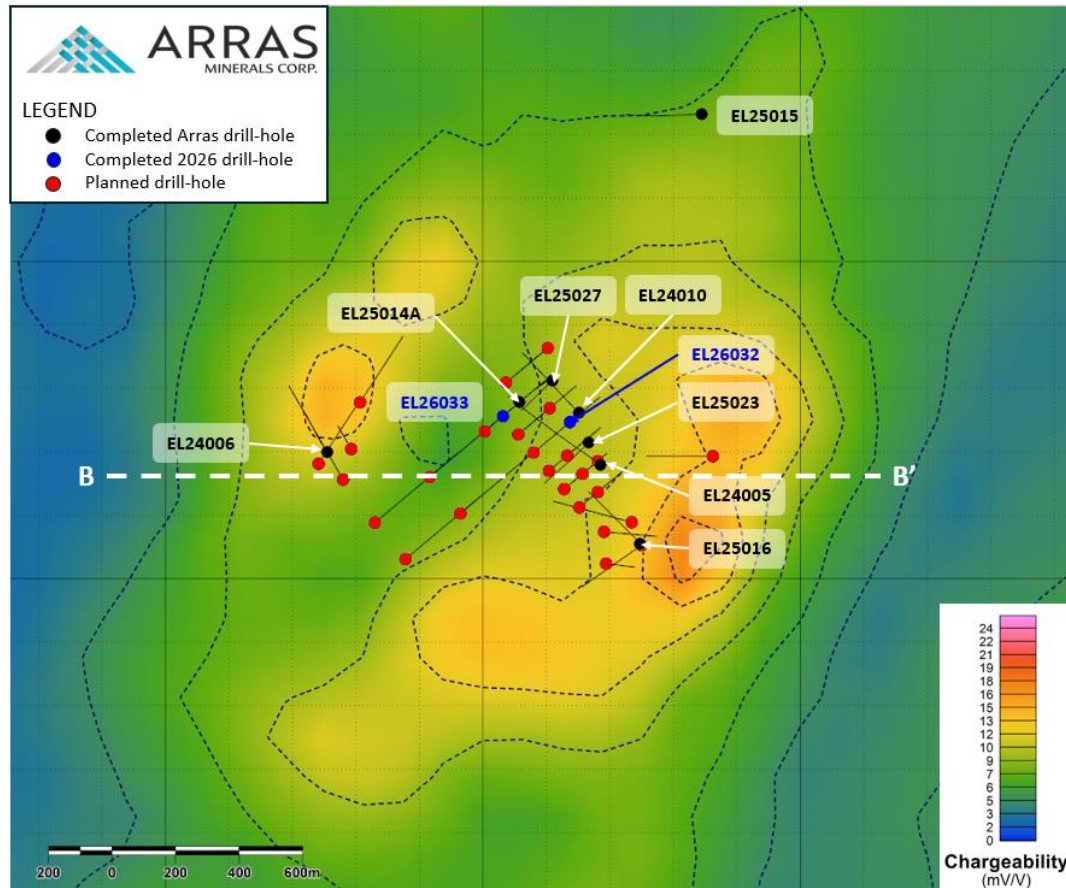 ARRAS
MINERALS CORP.
LEGEND
Completed Arras drill-hole
Completed 2026 drill-hole
Planned drill-hole
EL25015
EL25027
EL24010
EL25014A
EL26032
EL26033
EL25023
EL24006
B
B’
EL24005
EL25016
24
22
21
19
18
16
15
13
12
10
9
7
6
5
3
2
0
Chargeability
(mV/V)
200 0 200 400 600m